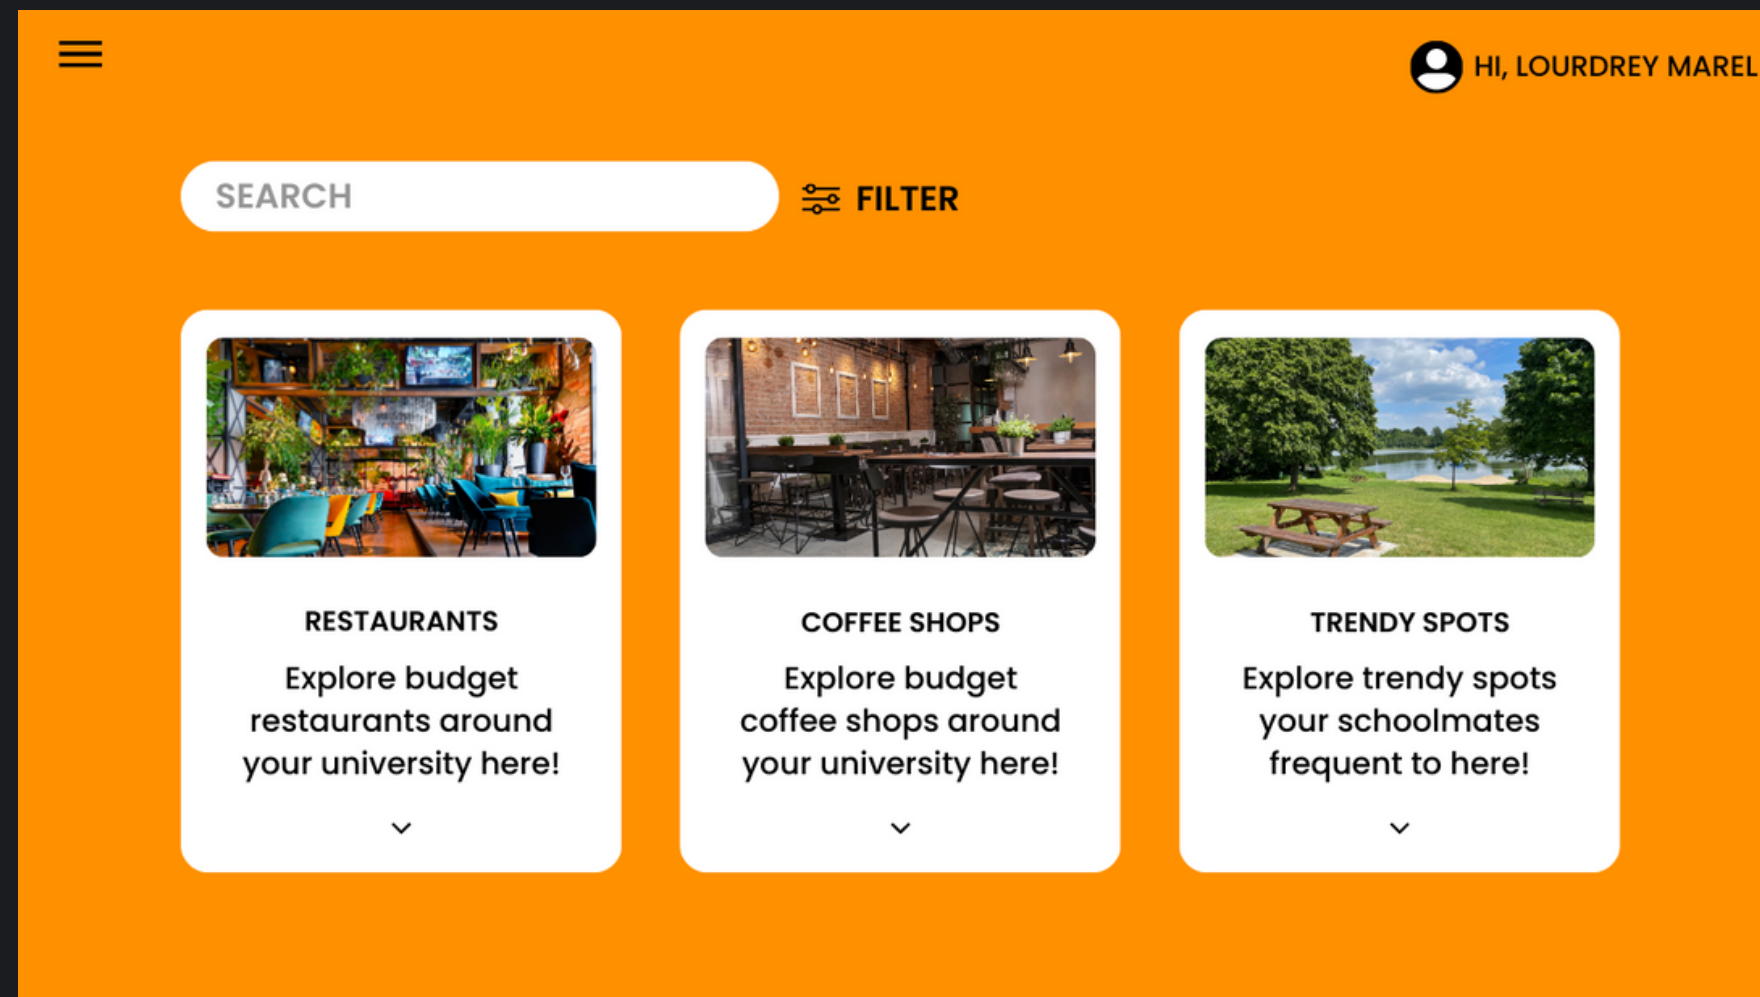 HI, LOURDREY MAREL
SEARCH
FILTER
RESTAURANTS
Explore budget
restaurants around
your university here!
COFFEE SHOPS
Explore budget
coffee shops around
your university here!
TRENDY SPOTS
Explore trendy spots
your schoolmates
frequent to here!